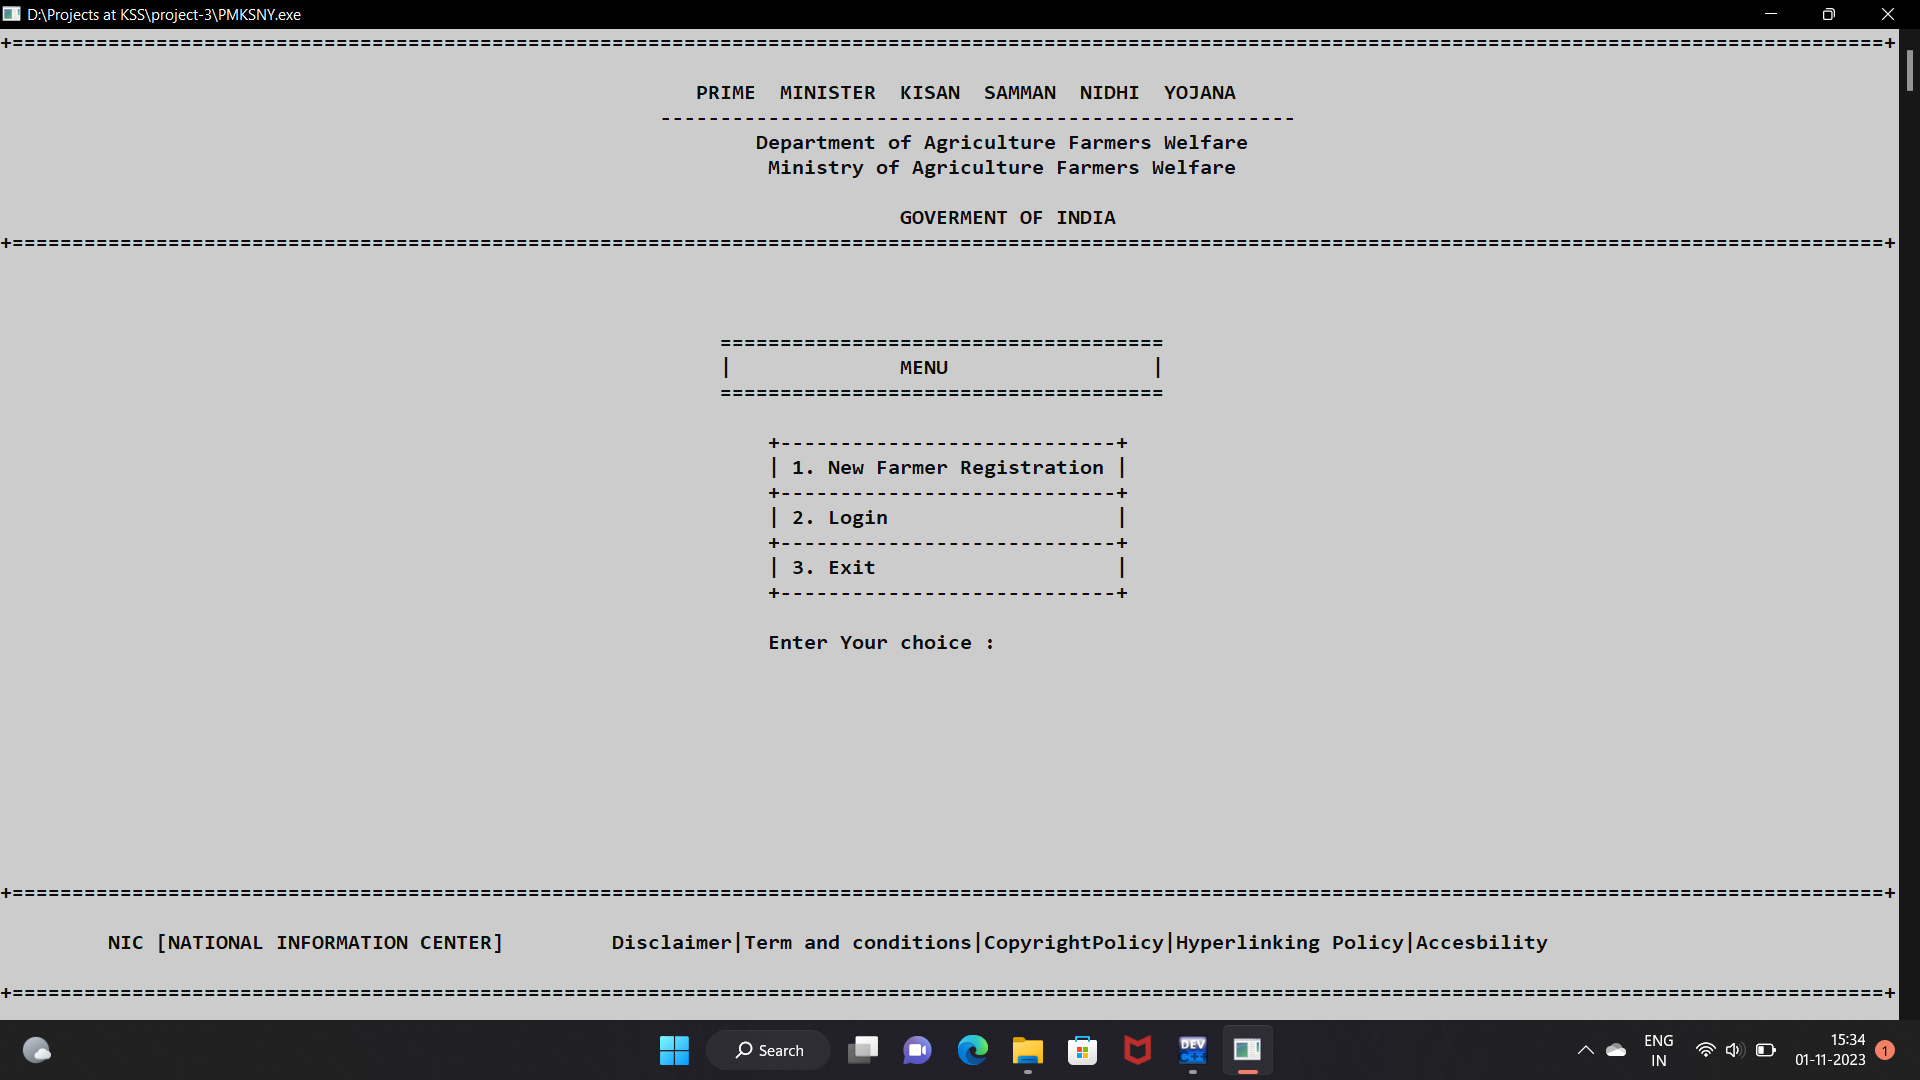 D:\Projects at KSS\project-3\PMKSNY.exe
PRIME MINISTER KISAN SAMMAN NIDHI YOJANA
Department of Agriculture Farmers Welfare
Ministry of Agriculture Farmers Welfare
GOVERMENT OF INDIA
MENU
1. New Farmer Registration
2. Login
3. Exit
Enter Your choice :
NIC [NATIONAL INFORMATION CENTER] Disclaimer|Term and conditions|CopyrightPolicy|Hyperlinking Policy|Accesbility
Search
DEV C++
ENG
IN
15:34
01-11-2023
1